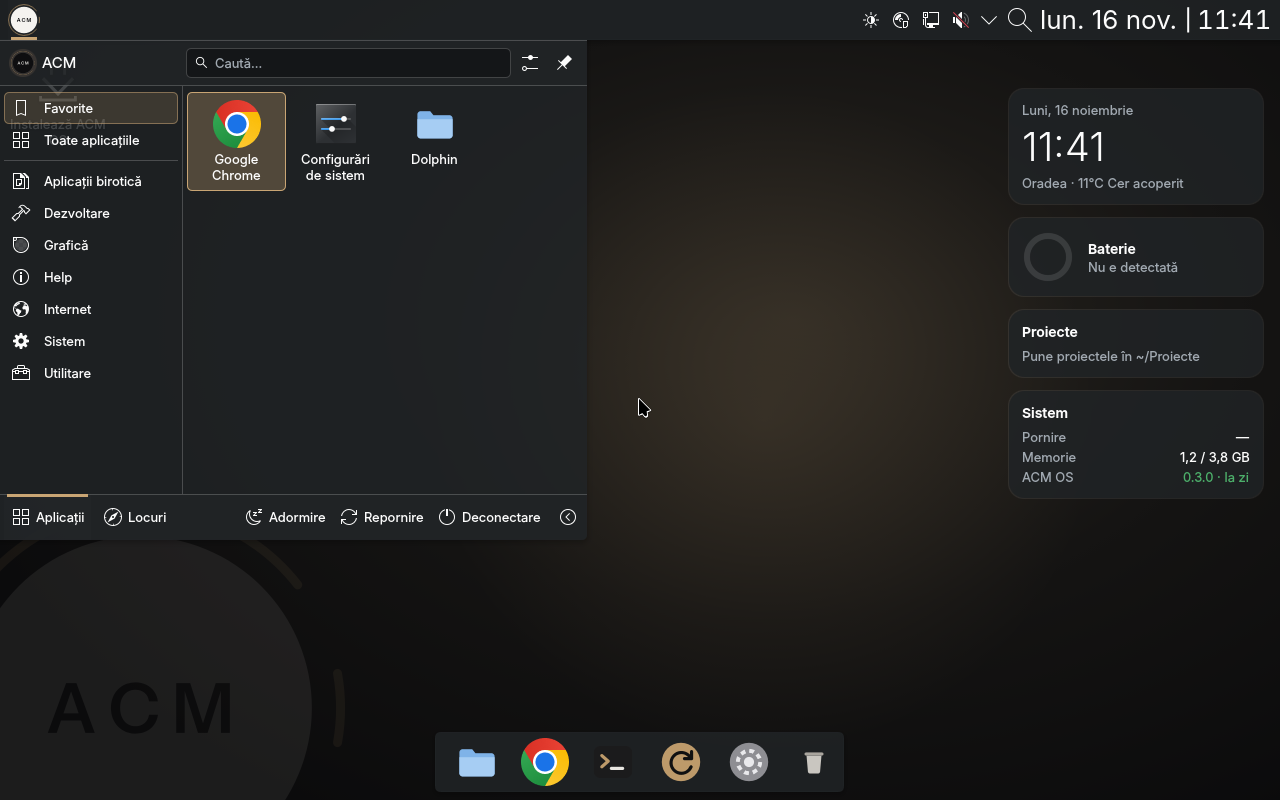 ACM
lun. 16 nov. | 11:41
ACM
ACM
Caută...
Favorite
Instalează ACM
Toate aplicațiile
Aplicații birotică
Dezvoltare
Grafică
Help
Internet
Sistem
Utilitare
Google
Chrome
Configurări
de sistem
Dolphin
Aplicații
Locuri
Adormire
Repornire
Deconectare
Luni, 16 noiembrie
11:41
Oradea · 11°C Cer acoperit
Baterie
Nu e detectată
Proiecte
Pune proiectele în ~/Proiecte
Sistem
Pornire —
Memorie 1,2 / 3,8 GB
ACM OS 0.3.0 · la zi
ACM